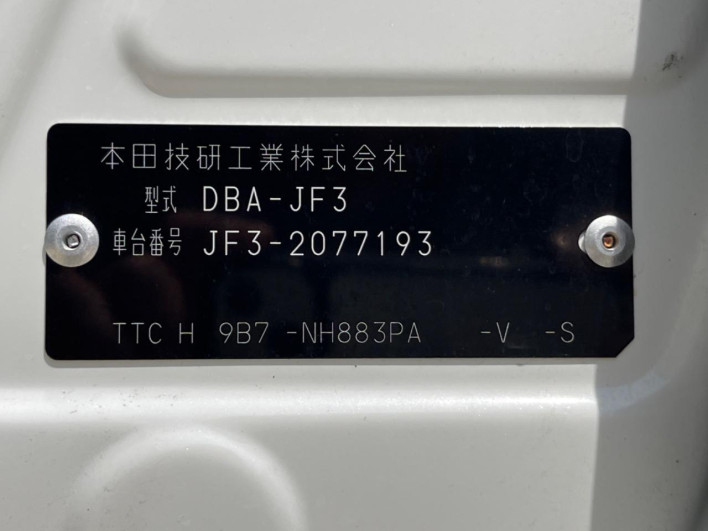 本田技研工業株式会社
型式 DBA-JF3
車台番号 JF3-2077193
TTC H 9B7 -NH883PA -V -S